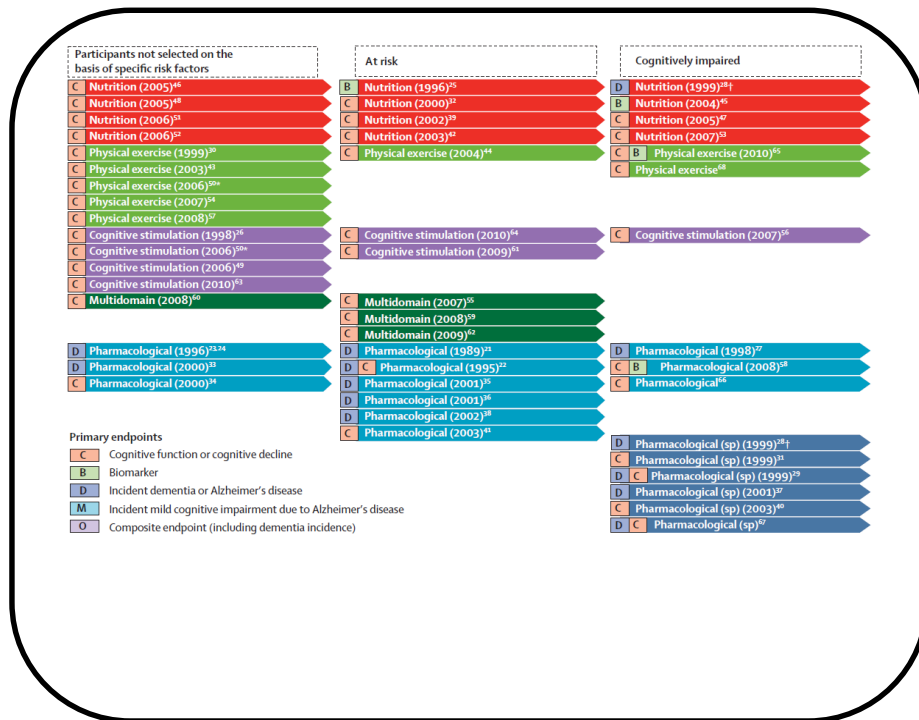 Participants not selected on the
basis of specific risk factors
C Nutrition (2005)46
C Nutrition (2005)48
C Nutrition (2006)51
C Nutrition (2006)52
C Physical exercise (1999)30
C Physical exercise (2003)43
C Physical exercise (2006)50*
C Physical exercise (2007)54
C Physical exercise (2008)57
C Cognitive stimulation (1998)26
C Cognitive stimulation (2006)50*
C Cognitive stimulation (2006)49
C Cognitive stimulation (2010)63
C Multidomain (2008)60
D Pharmacological (1996)23,24
D Pharmacological (2000)33
C Pharmacological (2000)34
At risk
B Nutrition (1996)25
C Nutrition (2000)32
C Nutrition (2002)39
C Nutrition (2003)42
C Physical exercise (2004)44
C Cognitive stimulation (2010)64
C Cognitive stimulation (2009)61
C Multidomain (2007)55
C Multidomain (2008)59
C Multidomain (2009)62
D Pharmacological (1989)21
D C Pharmacological (1995)22
D Pharmacological (2001)35
D Pharmacological (2001)36
D Pharmacological (2002)38
C Pharmacological (2003)41
Cognitively impaired
D Nutrition (1999)28†
B Nutrition (2004)45
C Nutrition (2005)47
C Nutrition (2007)53
C B Physical exercise (2010)65
C Physical exercise68
C Cognitive stimulation (2007)56
D Pharmacological (1998)27
C B Pharmacological (2008)58
C Pharmacological66
D Pharmacological (sp) (1999)28†
C Pharmacological (sp) (1999)31
D C Pharmacological (sp) (1999)29
D Pharmacological (sp) (2001)37
C Pharmacological (sp) (2003)40
D C Pharmacological (sp)67
Primary endpoints
C Cognitive function or cognitive decline
B Biomarker
D Incident dementia or Alzheimer's disease
M Incident mild cognitive impairment due to Alzheimer's disease
O Composite endpoint (including dementia incidence)